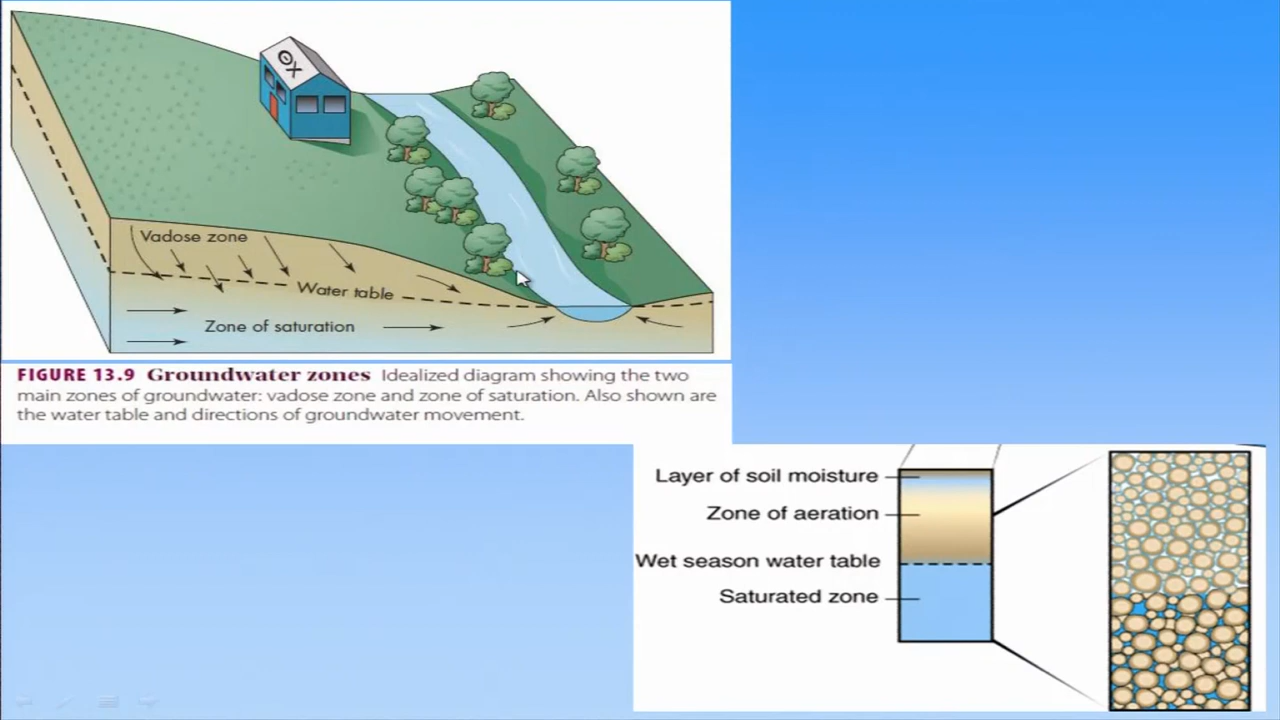 Vadose zone
Water table
Zone of saturation
FIGURE 13.9 Groundwater zones Idealized diagram showing the two
main zones of groundwater: vadose zone and zone of saturation. Also shown are
the water table and directions of groundwater movement.
Layer of soil moisture
Zone of aeration
Wet season water table
Saturated zone